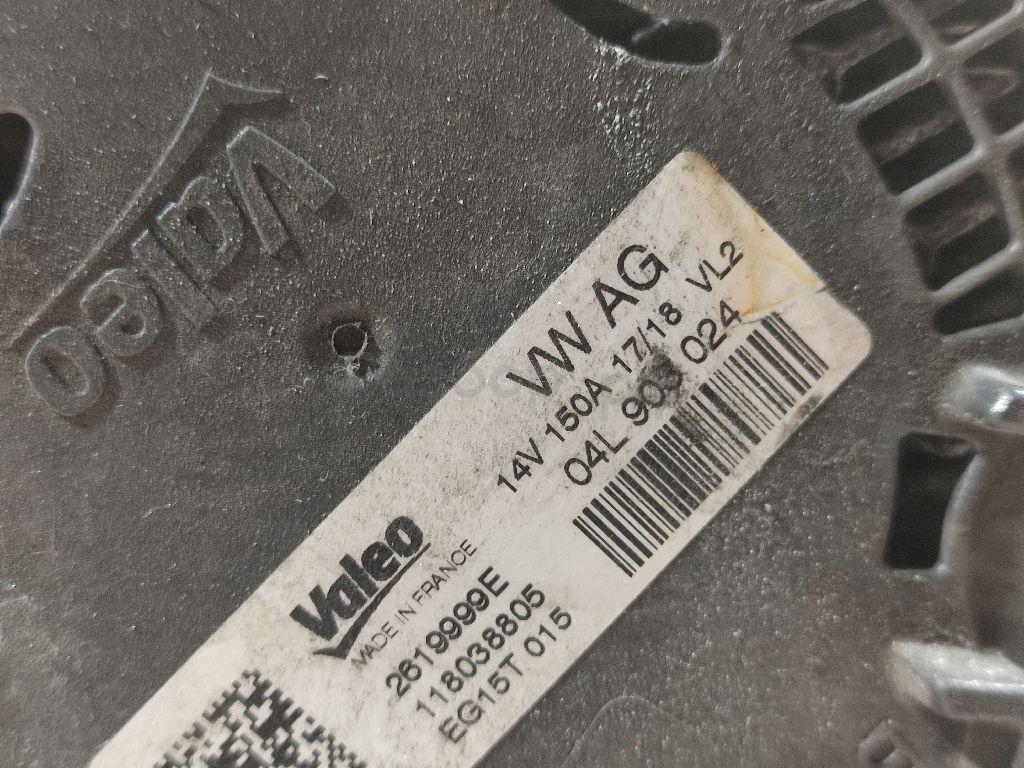 Valeo
VW AG
14V 150A 17/18 VL2
04L 903 024
Valeo
MADE IN FRANCE
2619999E
118038805
EG15T 015